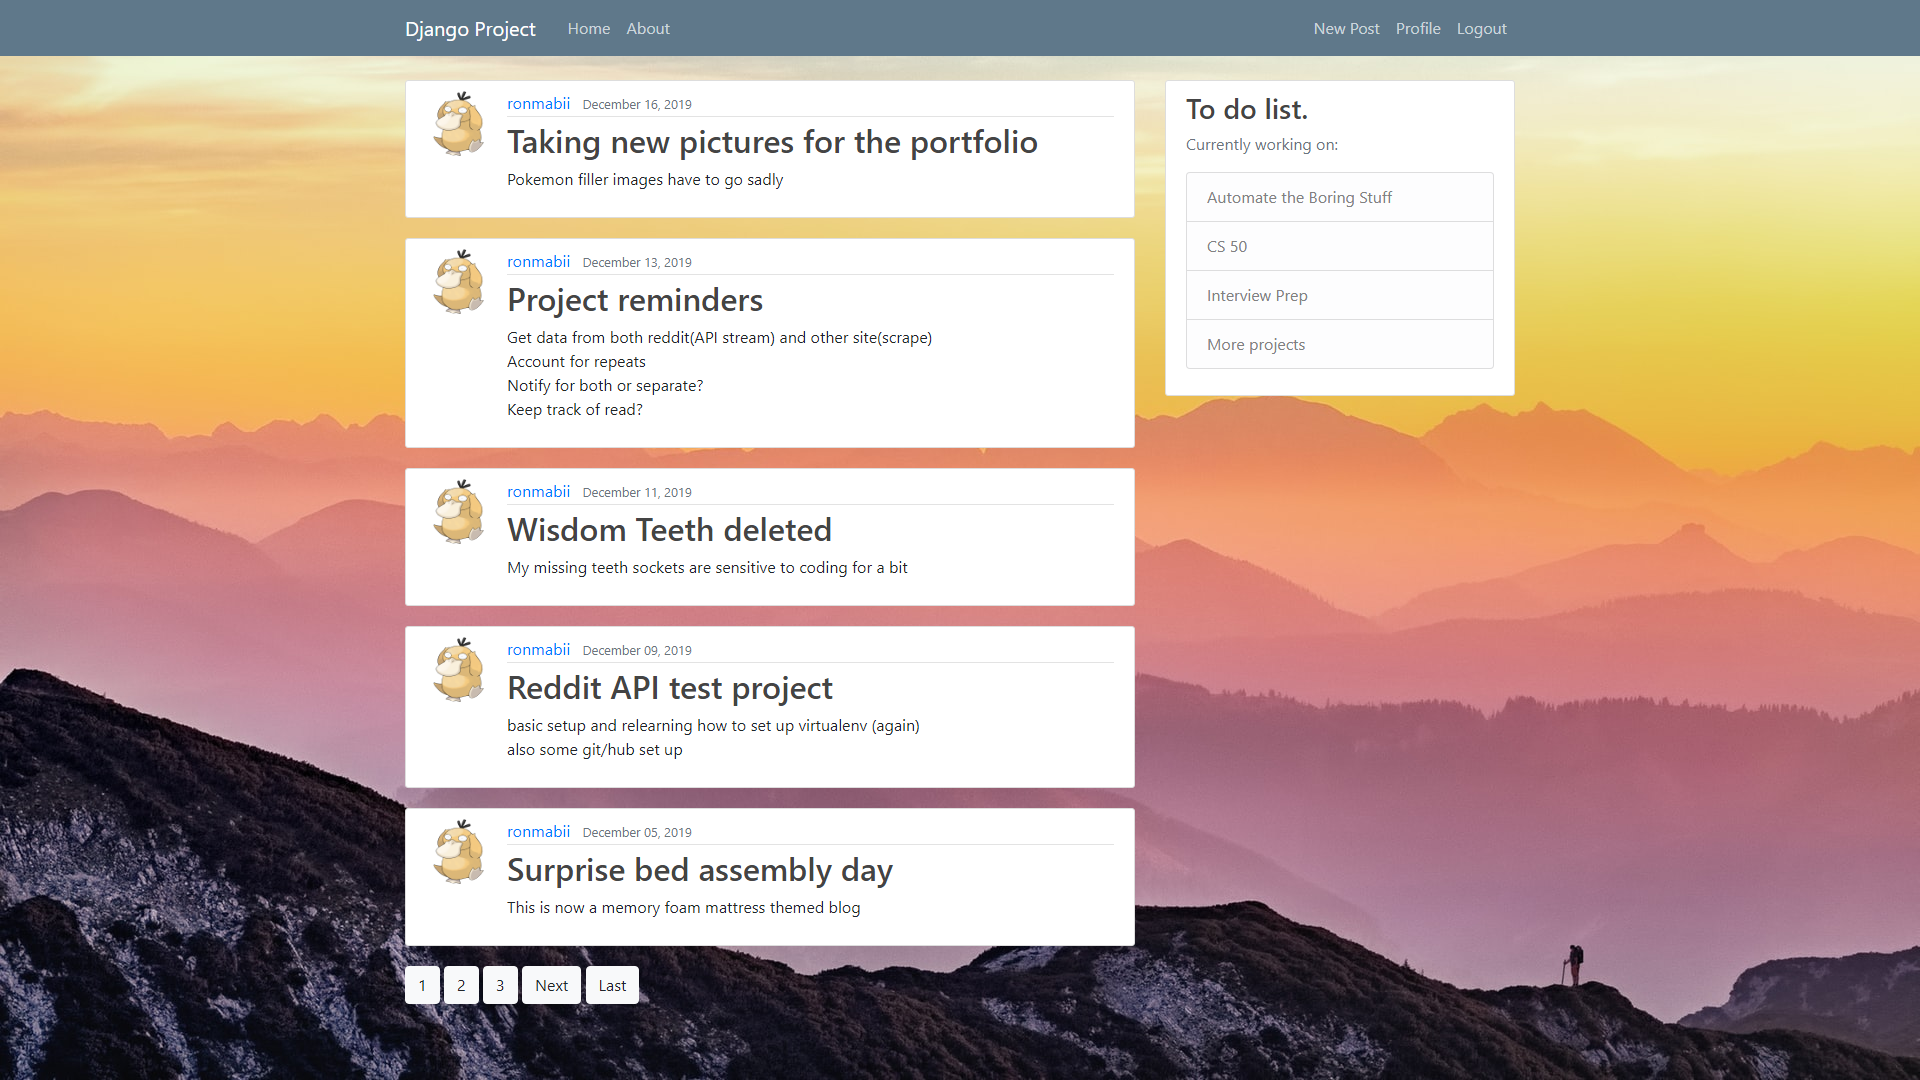 Django Project Home About New Post Profile Logout
ronmabii December 16, 2019
Taking new pictures for the portfolio
Pokemon filler images have to go sadly
ronmabii December 13, 2019
Project reminders
Get data from both reddit(API stream) and other site(scrape)
Account for repeats
Notify for both or separate?
Keep track of read?
ronmabii December 11, 2019
Wisdom Teeth deleted
My missing teeth sockets are sensitive to coding for a bit
ronmabii December 09, 2019
Reddit API test project
basic setup and relearning how to set up virtualenv (again)
also some git/hub set up
ronmabii December 05, 2019
Surprise bed assembly day
This is now a memory foam mattress themed blog
1 2 3 Next Last
To do list.
Currently working on:
Automate the Boring Stuff
CS 50
Interview Prep
More projects